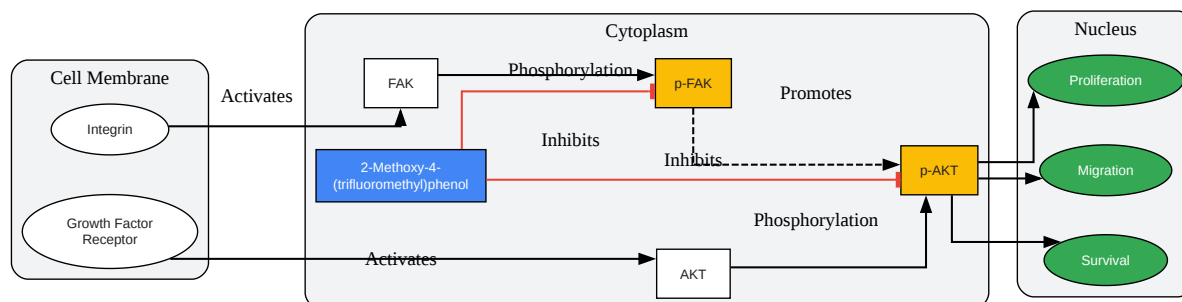 Cell Membrane
Integrin
Growth Factor
Receptor
Activates
Activates
Cytoplasm
FAK
Phosphorylation
p-FAK
Promotes
Inhibits
Inhibits
2-Methoxy-4-
(trifluoromethyl)phenol
p-AKT
Phosphorylation
AKT
Nucleus
Proliferation
Migration
Survival